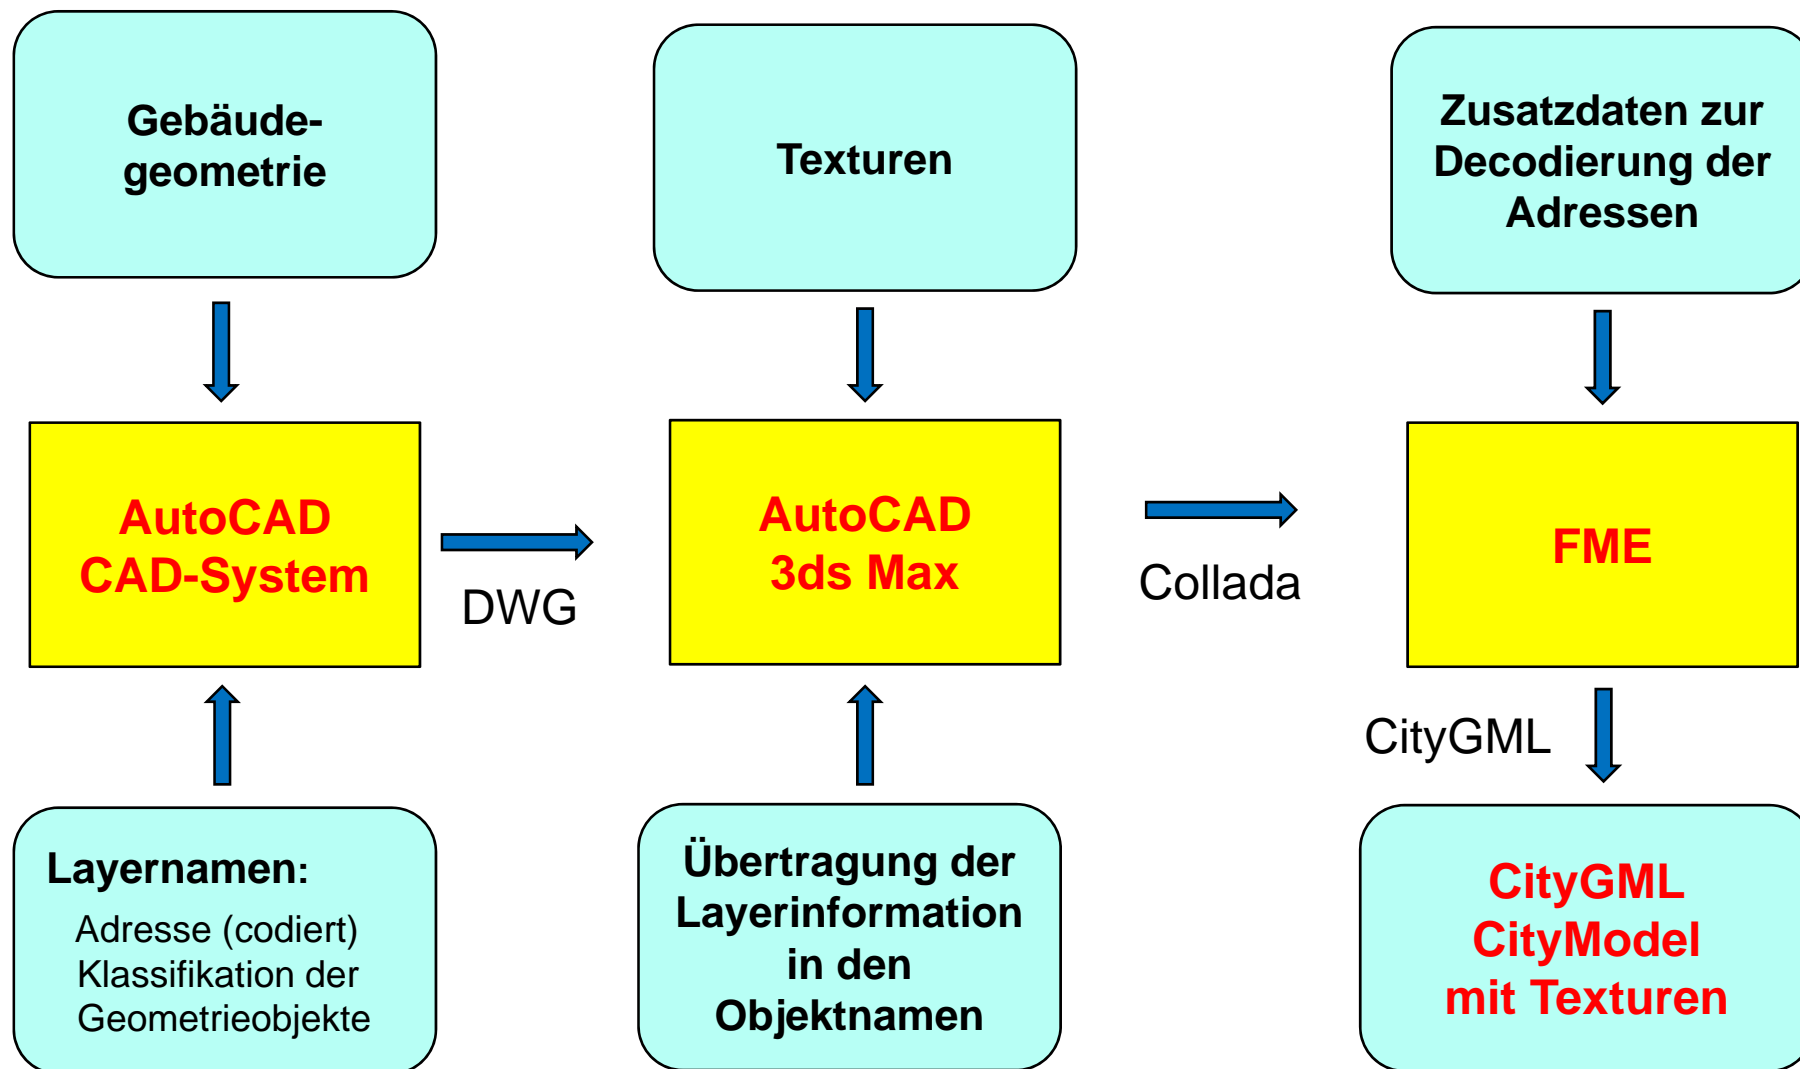 Gebäude-
geometrie
Texturen
Zusatzdaten zur
Decodierung der
Adressen
AutoCAD
CAD-System
DWG
AutoCAD
3ds Max
Collada
FME
CityGML
Layernamen:
Adresse (codiert)
Klassifikation der
Geometrieobjekte
Übertragung der
Layerinformation
in den
Objektnamen
CityGML
CityModel
mit Texturen